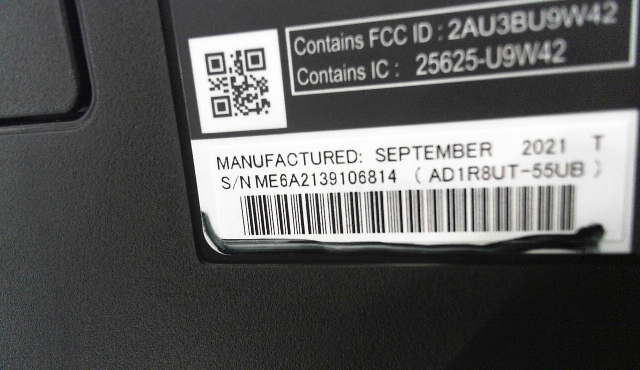 Contains FCC ID : 2AU3BU9W42
Contains IC : 25625-U9W42
MANUFACTURED: SEPTEMBER 2021 T
S/N ME6A2139106814 ( AD1R8UT-55UB )